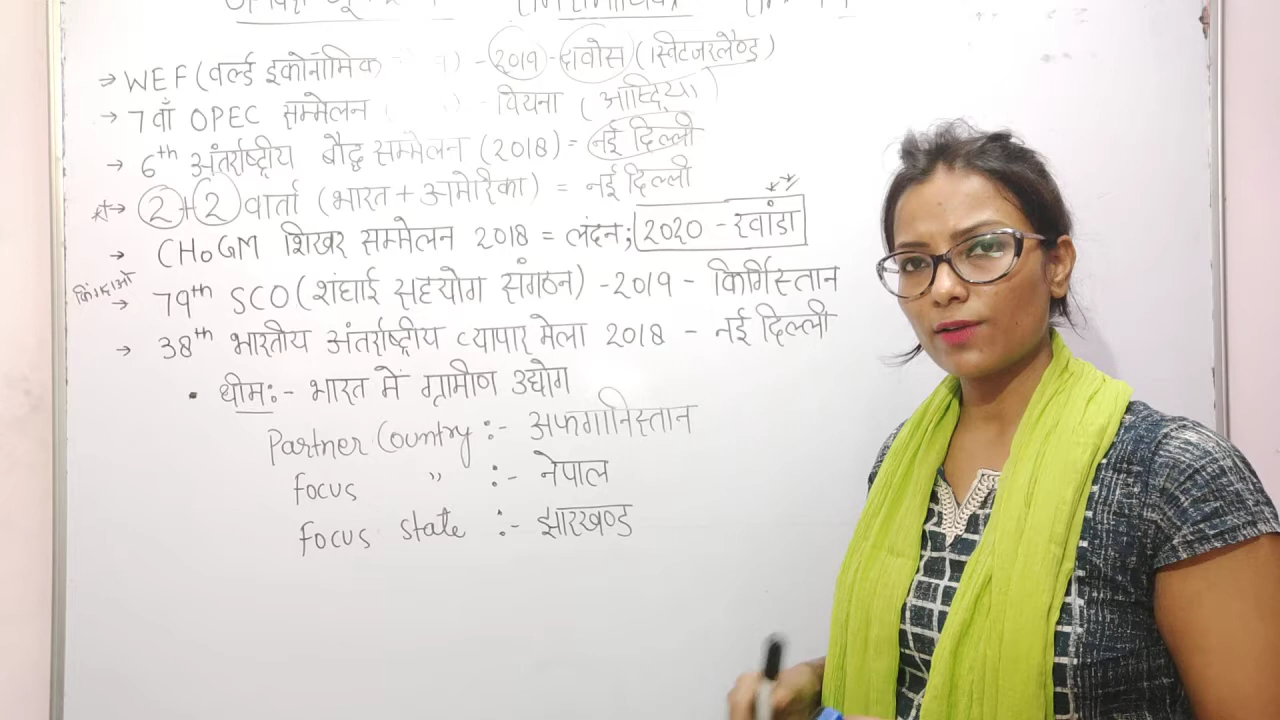 → WEF (वर्ल्ड इकोनॉमिक ) - 2019 - दावोस (स्विटजरलैण्ड)
→ 7वाँ OPEC सम्मेलन ( ) - वियना (आस्ट्रिया)
→ 6th अंतर्राष्ट्रीय बौद्ध सम्मेलन (2018) = नई दिल्ली
→ 2+2 वार्ता (भारत + अमेरिका) = नई दिल्ली
→ CHoGM शिखर सम्मेलन 2018 = लंदन; 2020 - रवांडा
→ 79th SCO (शंघाई सहयोग संगठन) - 2019 - किर्गिस्तान
→ 38th भारतीय अंतर्राष्ट्रीय व्यापार मेला 2018 - नई दिल्ली
• थीम :- भारत में ग्रामीण उद्योग
Partner Country :- अफगानिस्तान
focus " :- नेपाल
focus state :- झारखण्ड